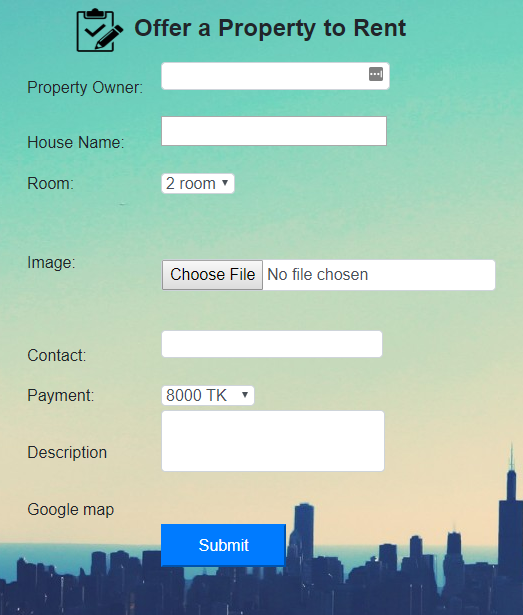 Offer a Property to Rent
Property Owner:
House Name:
Room: 2 room
Image: Choose File No file chosen
Contact:
Payment: 8000 TK
Description
Google map
Submit